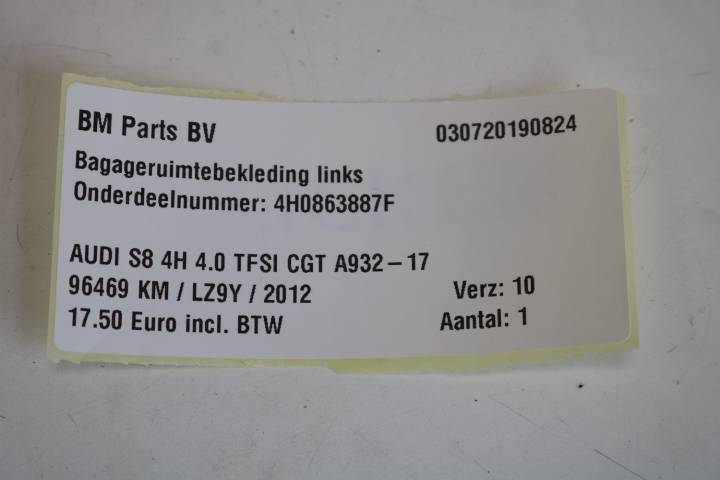 BM Parts BV 030720190824
Bagageruimtebekleding links
Onderdeelnummer: 4H0863887F
AUDI S8 4H 4.0 TFSI CGT A932-17
96469 KM / LZ9Y / 2012 Verz: 10
17.50 Euro incl. BTW Aantal: 1